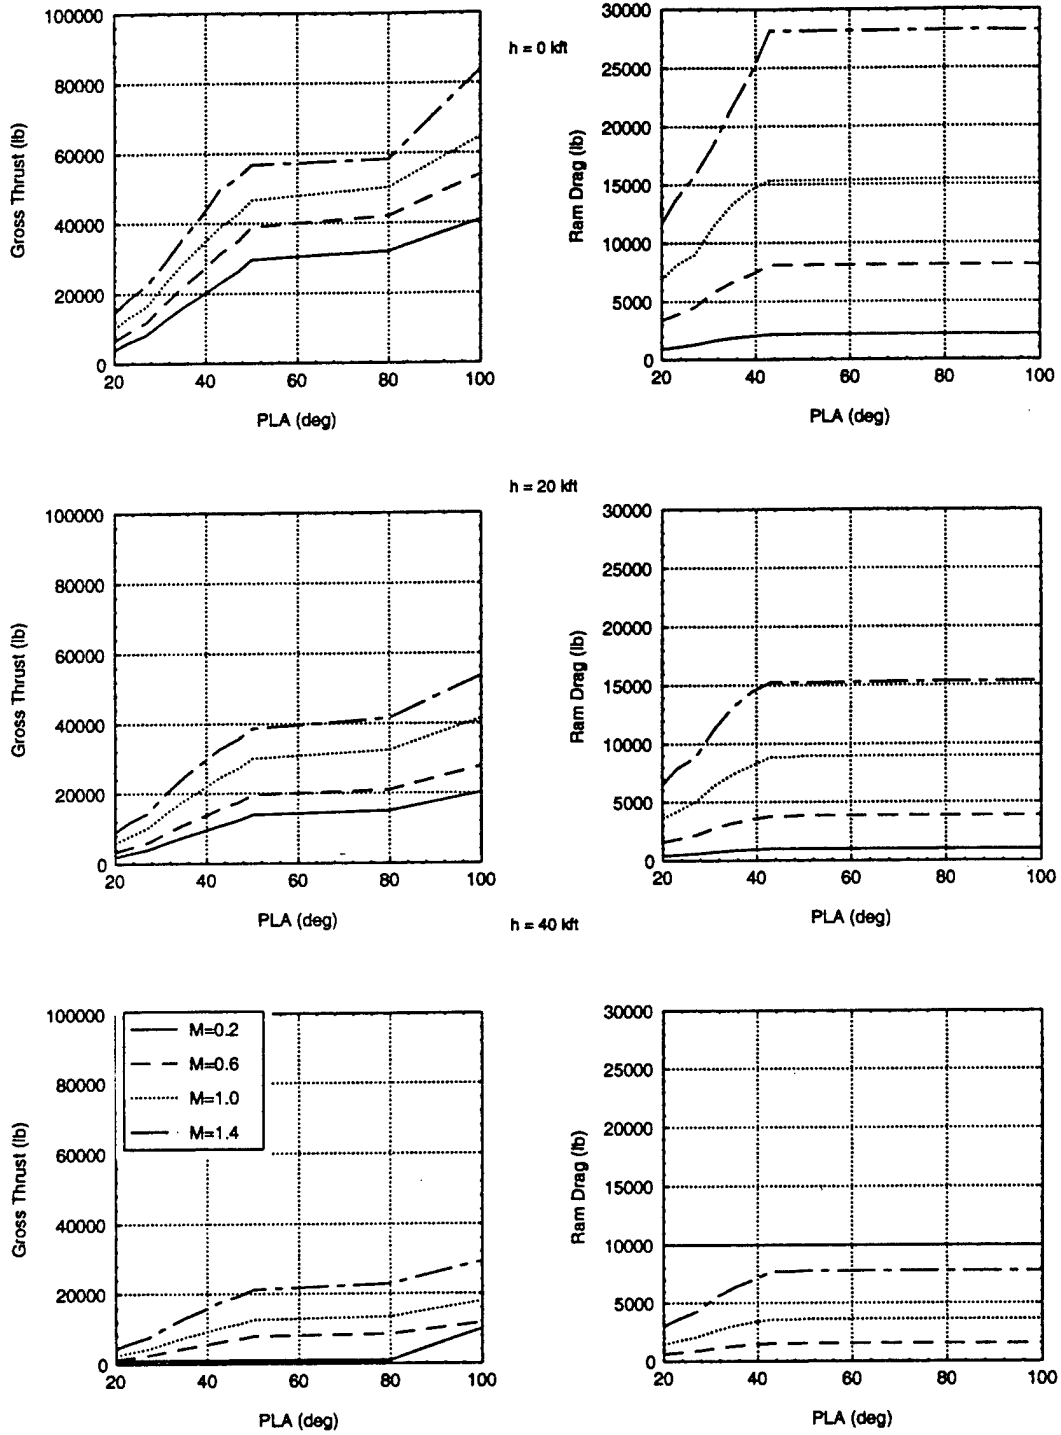 h = 0 kft
Gross Thrust (lb)
100000
80000
60000
40000
20000
0
20 40 60 80 100
PLA (deg)
Ram Drag (lb)
30000
25000
20000
15000
10000
5000
0
20 40 60 80 100
PLA (deg)
h = 20 kft
Gross Thrust (lb)
100000
80000
60000
40000
20000
0
20 40 60 80 100
PLA (deg)
Ram Drag (lb)
30000
25000
20000
15000
10000
5000
0
20 40 60 80 100
PLA (deg)
h = 40 kft
Gross Thrust (lb)
100000
80000
60000
40000
20000
0
M=0.2
M=0.6
M=1.0
M=1.4
20 40 60 80 100
PLA (deg)
Ram Drag (lb)
30000
25000
20000
15000
10000
5000
0
20 40 60 80 100
PLA (deg)